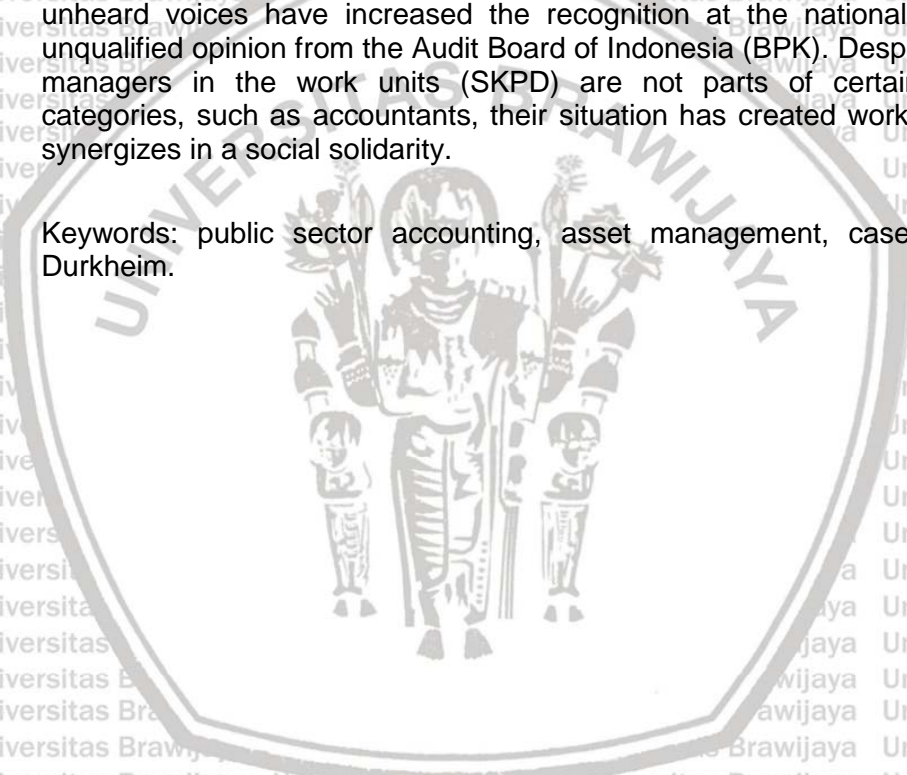 unheard voices have increased the recognition at the national
unqualified opinion from the Audit Board of Indonesia (BPK). Desp
managers in the work units (SKPD) are not parts of certai
categories, such as accountants, their situation has created work
synergizes in a social solidarity.
Keywords: public sector accounting, asset management, case
Durkheim.
UNIVERSITAS BRAWIJAYA